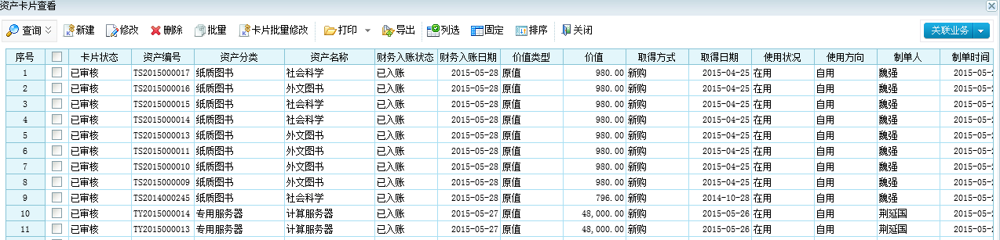 资产卡片查看
查询 新建 修改 删除 批量 卡片批量修改 打印 导出 列选 固定 排序 关闭 关联业务
序号 卡片状态 资产编号 资产分类 资产名称 财务入账状态 财务入账日期 价值类型 价值 取得方式 取得日期 使用状况 使用方向 制单人 制单时间
1 已审核 TS2015000017 纸质图书 社会科学 已入账 2015-05-28 原值 980.00 新购 2015-04-25 在用 自用 魏强 2015-05-2
2 已审核 TS2015000016 纸质图书 外文图书 已入账 2015-05-28 原值 980.00 新购 2015-04-25 在用 自用 魏强 2015-05-2
3 已审核 TS2015000015 纸质图书 社会科学 已入账 2015-05-28 原值 980.00 新购 2015-04-25 在用 自用 魏强 2015-05-2
4 已审核 TS2015000014 纸质图书 社会科学 已入账 2015-05-28 原值 980.00 新购 2015-04-25 在用 自用 魏强 2015-05-2
5 已审核 TS2015000013 纸质图书 外文图书 已入账 2015-05-28 原值 980.00 新购 2015-04-25 在用 自用 魏强 2015-05-2
6 已审核 TS2015000011 纸质图书 外文图书 已入账 2015-05-28 原值 980.00 新购 2015-04-25 在用 自用 魏强 2015-05-2
7 已审核 TS2015000010 纸质图书 外文图书 已入账 2015-05-28 原值 980.00 新购 2015-04-25 在用 自用 魏强 2015-05-2
8 已审核 TS2015000009 纸质图书 外文图书 已入账 2015-05-28 原值 980.00 新购 2015-04-25 在用 自用 魏强 2015-05-2
9 已审核 TS2014000245 纸质图书 社会科学 已入账 2015-05-28 原值 796.00 新购 2014-10-28 在用 自用 魏强 2015-05-2
10 已审核 TY2015000014 专用服务器 计算服务器 已入账 2015-05-27 原值 48,000.00 新购 2015-05-26 在用 自用 荆延国 2015-05-2
11 已审核 TY2015000013 专用服务器 计算服务器 已入账 2015-05-27 原值 48,000.00 新购 2015-05-26 在用 自用 荆延国 2015-05-2